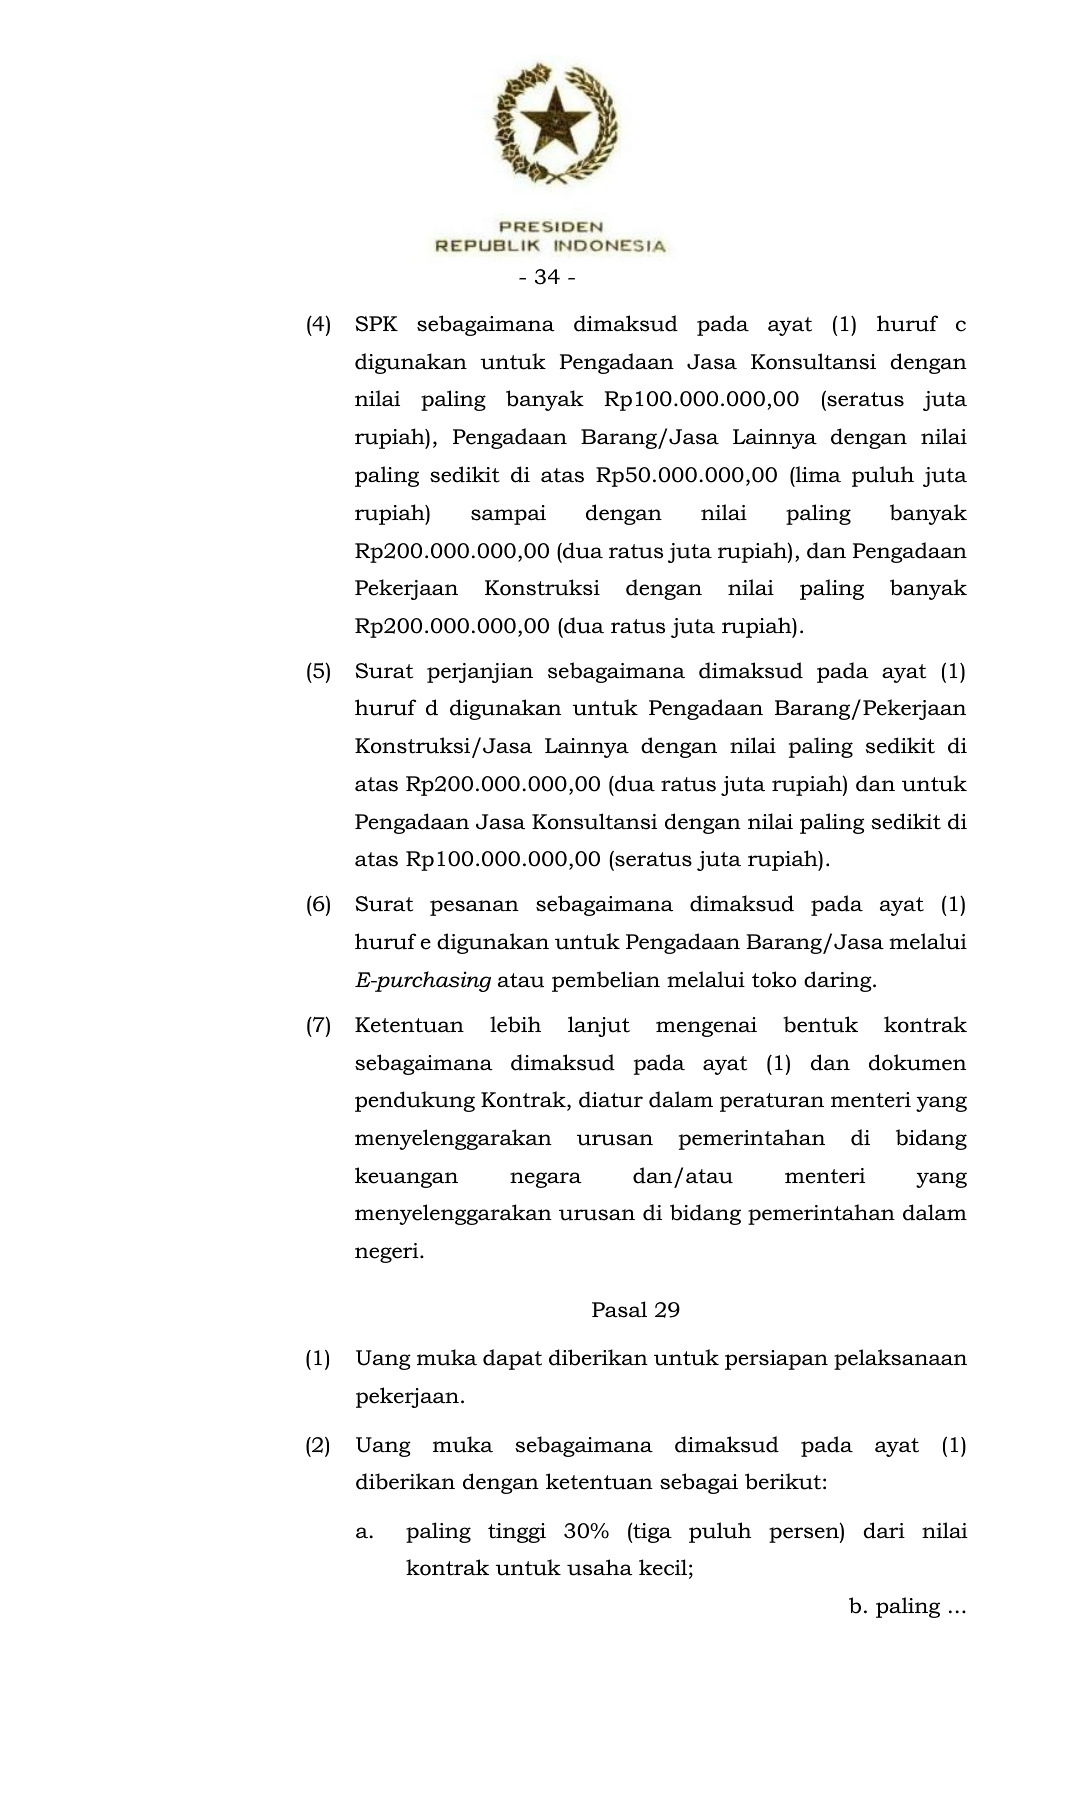 PRESIDEN
REPUBLIK INDONESIA
- 34 -
(4) SPK sebagaimana dimaksud pada ayat (1) huruf c
digunakan untuk Pengadaan Jasa Konsultansi dengan
nilai paling banyak Rp100.000.000,00 (seratus juta
rupiah), Pengadaan Barang/Jasa Lainnya dengan nilai
paling sedikit di atas Rp50.000.000,00 (lima puluh juta
rupiah) sampai dengan nilai paling banyak
Rp200.000.000,00 (dua ratus juta rupiah), dan Pengadaan
Pekerjaan Konstruksi dengan nilai paling banyak
Rp200.000.000,00 (dua ratus juta rupiah).
(5) Surat perjanjian sebagaimana dimaksud pada ayat (1)
huruf d digunakan untuk Pengadaan Barang/Pekerjaan
Konstruksi/Jasa Lainnya dengan nilai paling sedikit di
atas Rp200.000.000,00 (dua ratus juta rupiah) dan untuk
Pengadaan Jasa Konsultansi dengan nilai paling sedikit di
atas Rp100.000.000,00 (seratus juta rupiah).
(6) Surat pesanan sebagaimana dimaksud pada ayat (1)
huruf e digunakan untuk Pengadaan Barang/Jasa melalui
E-purchasing atau pembelian melalui toko daring.
(7) Ketentuan lebih lanjut mengenai bentuk kontrak
sebagaimana dimaksud pada ayat (1) dan dokumen
pendukung Kontrak, diatur dalam peraturan menteri yang
menyelenggarakan urusan pemerintahan di bidang
keuangan negara dan/atau menteri yang
menyelenggarakan urusan di bidang pemerintahan dalam
negeri.
Pasal 29
(1) Uang muka dapat diberikan untuk persiapan pelaksanaan
pekerjaan.
(2) Uang muka sebagaimana dimaksud pada ayat (1)
diberikan dengan ketentuan sebagai berikut:
a. paling tinggi 30% (tiga puluh persen) dari nilai
kontrak untuk usaha kecil;
b. paling ...